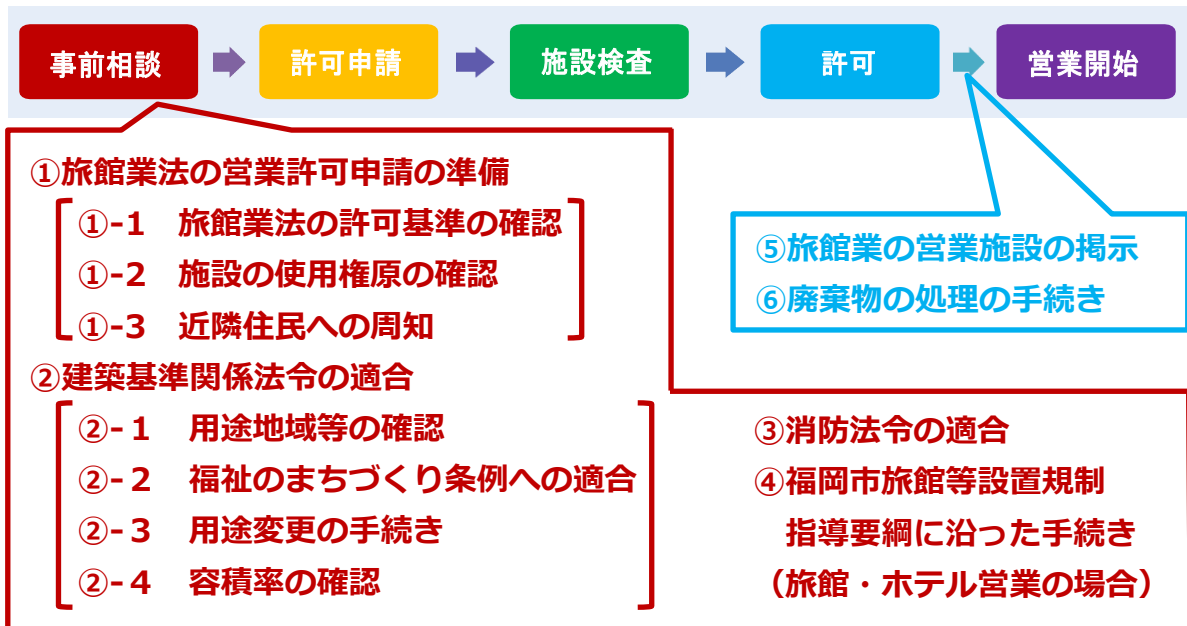 事前相談
許可申請
施設検査
許可
営業開始
①旅館業法の営業許可申請の準備
①-1 旅館業法の許可基準の確認
①-2 施設の使用権原の確認
①-3 近隣住民への周知
②建築基準関係法令の適合
②-1 用途地域等の確認
②-2 福祉のまちづくり条例への適合
②-3 用途変更の手続き
②-4 容積率の確認
③消防法令の適合
④福岡市旅館等設置規制
指導要綱に沿った手続き
（旅館・ホテル営業の場合）
⑤旅館業の営業施設の掲示
⑥廃棄物の処理の手続き